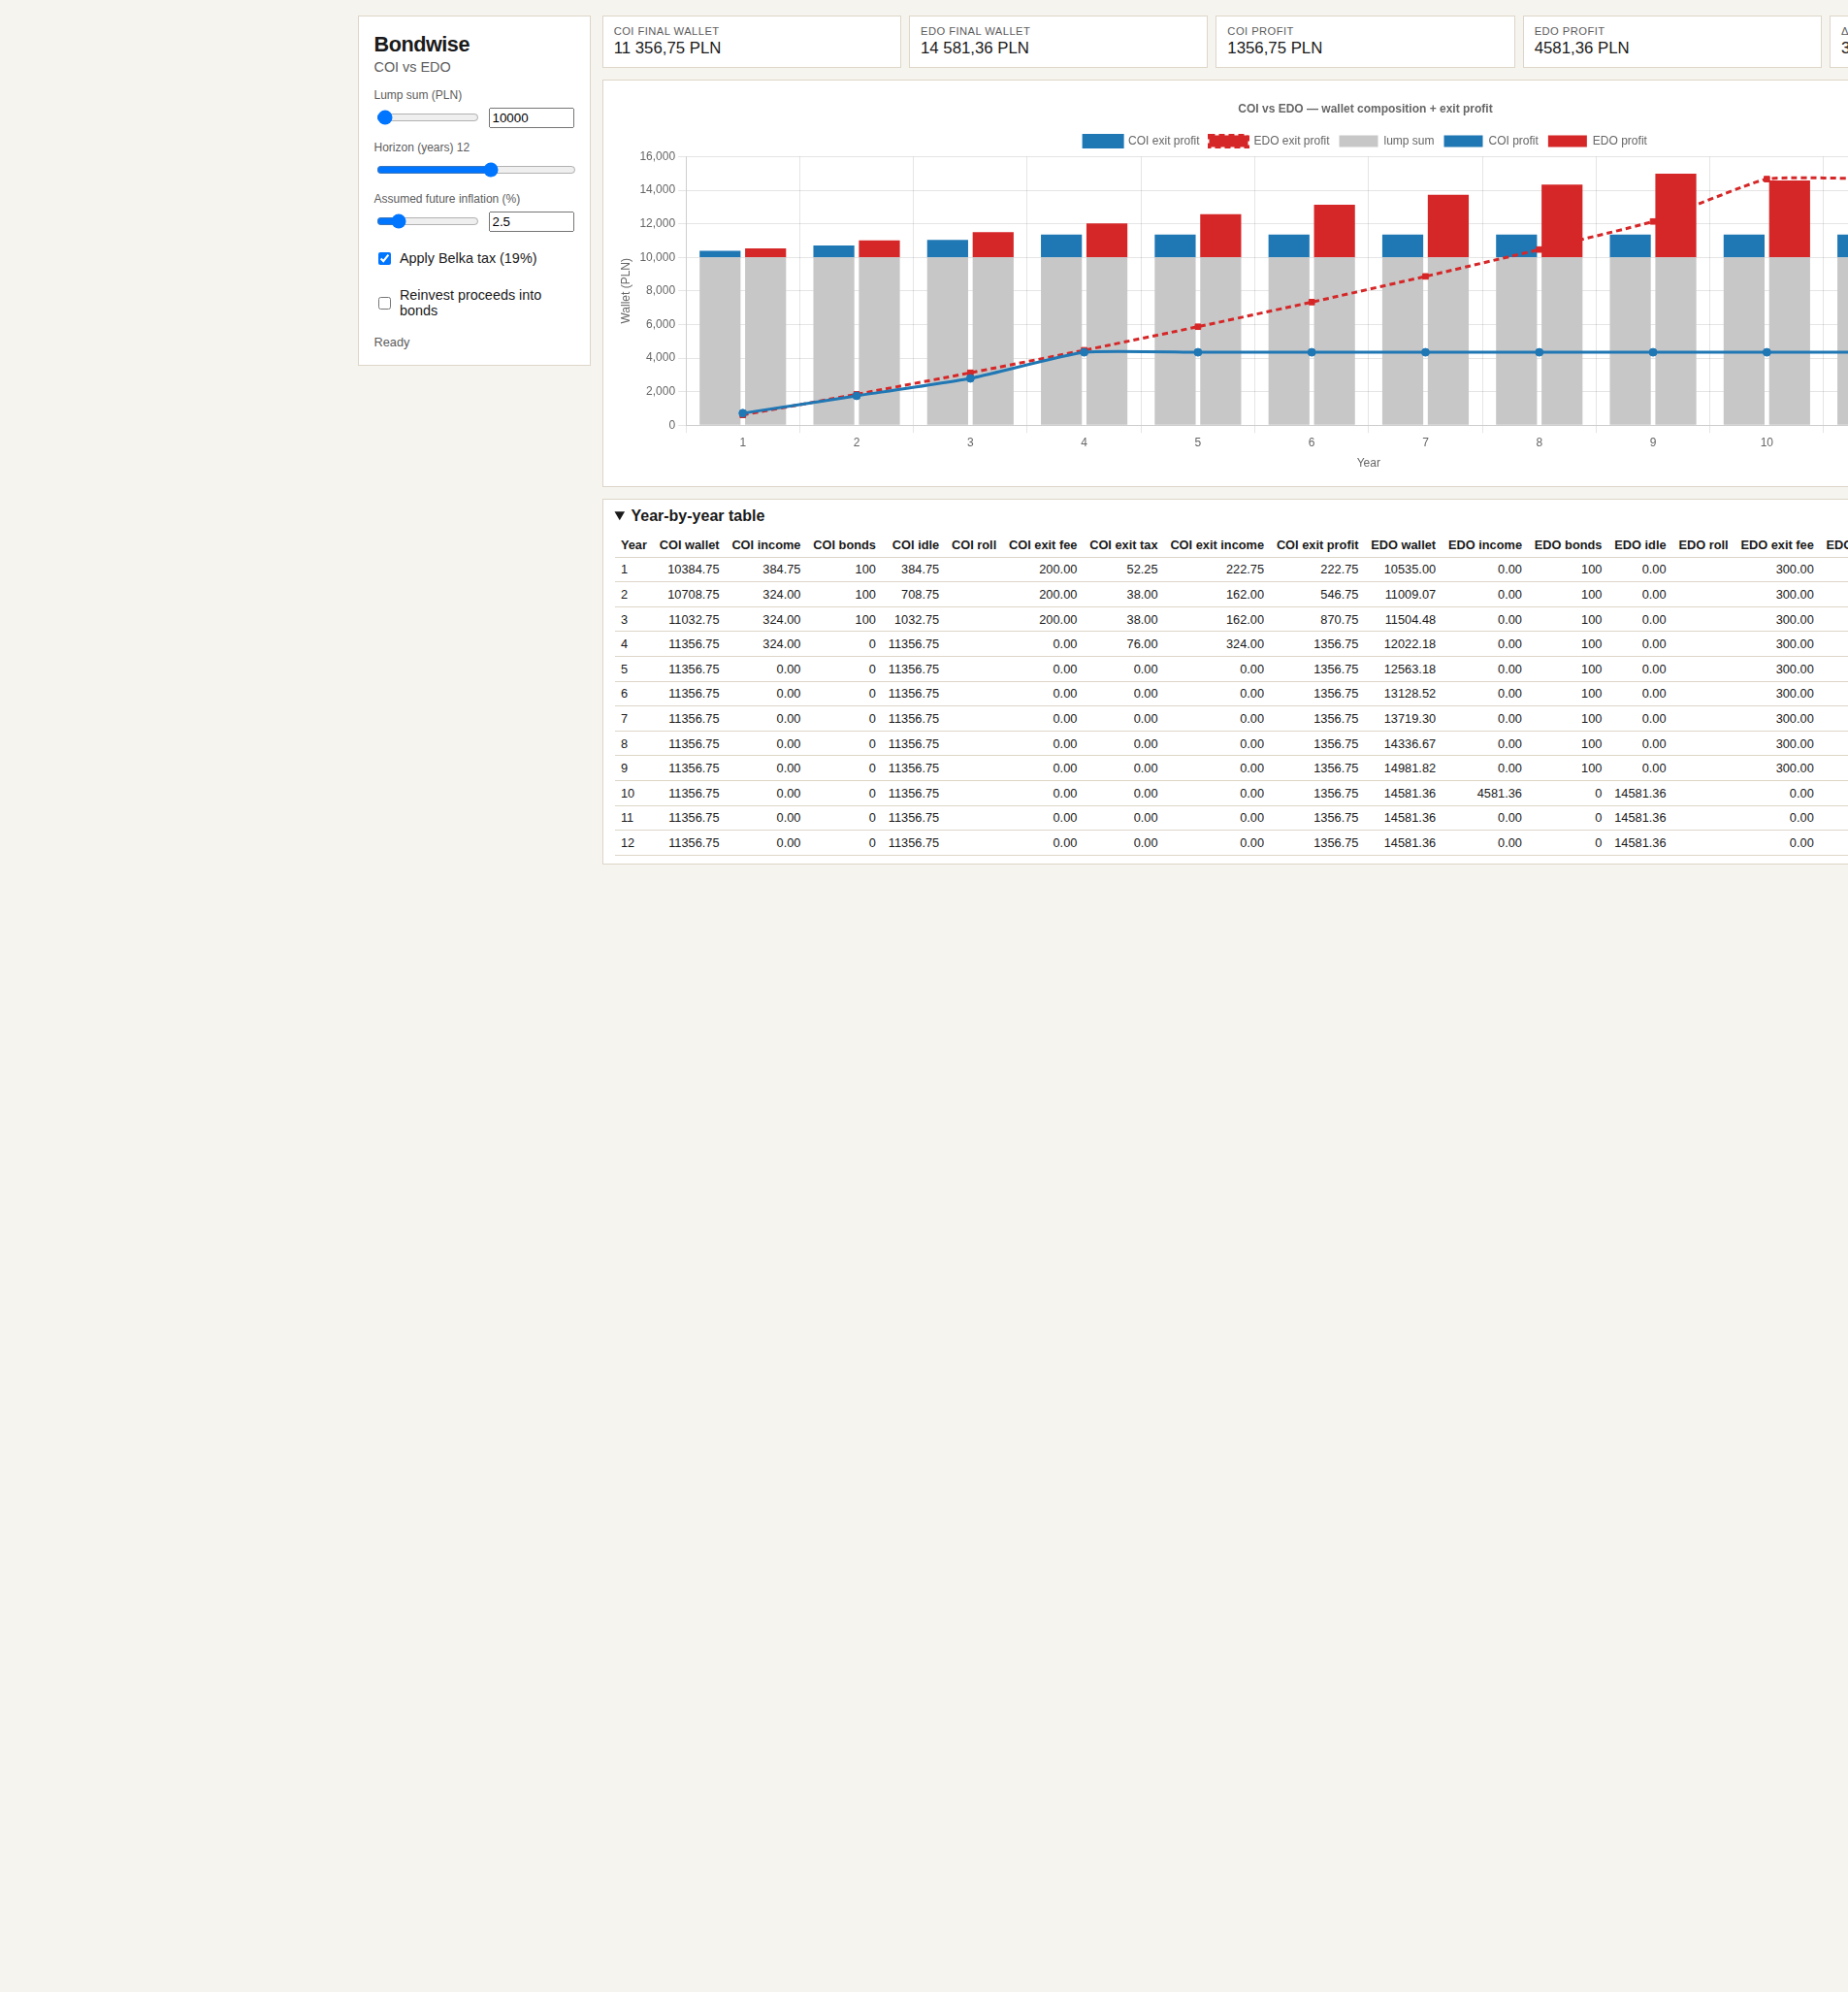 Bondwise
COI vs EDO
Lump sum (PLN)
10000
Horizon (years) 12
Assumed future inflation (%)
2.5
Apply Belka tax (19%)
Reinvest proceeds into
bonds
Ready
COI FINAL WALLET
11 356,75 PLN
EDO FINAL WALLET
14 581,36 PLN
COI PROFIT
1356,75 PLN
EDO PROFIT
4581,36 PLN
Δ
3
COI vs EDO — wallet composition + exit profit
COI exit profit EDO exit profit lump sum COI profit EDO profit
16,000
14,000
12,000
10,000
8,000
6,000
4,000
2,000
0
Wallet (PLN)
1 2 3 4 5 6 7 8 9 10
Year
Year-by-year table
Year COI wallet COI income COI bonds COI idle COI roll COI exit fee COI exit tax COI exit income COI exit profit EDO wallet EDO income EDO bonds EDO idle EDO roll EDO exit fee EDO
1 10384.75 384.75 100 384.75 200.00 52.25 222.75 222.75 10535.00 0.00 100 0.00 300.00
2 10708.75 324.00 100 708.75 200.00 38.00 162.00 546.75 11009.07 0.00 100 0.00 300.00
3 11032.75 324.00 100 1032.75 200.00 38.00 162.00 870.75 11504.48 0.00 100 0.00 300.00
4 11356.75 324.00 0 11356.75 0.00 76.00 324.00 1356.75 12022.18 0.00 100 0.00 300.00
5 11356.75 0.00 0 11356.75 0.00 0.00 0.00 1356.75 12563.18 0.00 100 0.00 300.00
6 11356.75 0.00 0 11356.75 0.00 0.00 0.00 1356.75 13128.52 0.00 100 0.00 300.00
7 11356.75 0.00 0 11356.75 0.00 0.00 0.00 1356.75 13719.30 0.00 100 0.00 300.00
8 11356.75 0.00 0 11356.75 0.00 0.00 0.00 1356.75 14336.67 0.00 100 0.00 300.00
9 11356.75 0.00 0 11356.75 0.00 0.00 0.00 1356.75 14981.82 0.00 100 0.00 300.00
10 11356.75 0.00 0 11356.75 0.00 0.00 0.00 1356.75 14581.36 4581.36 0 14581.36 0.00
11 11356.75 0.00 0 11356.75 0.00 0.00 0.00 1356.75 14581.36 0.00 0 14581.36 0.00
12 11356.75 0.00 0 11356.75 0.00 0.00 0.00 1356.75 14581.36 0.00 0 14581.36 0.00